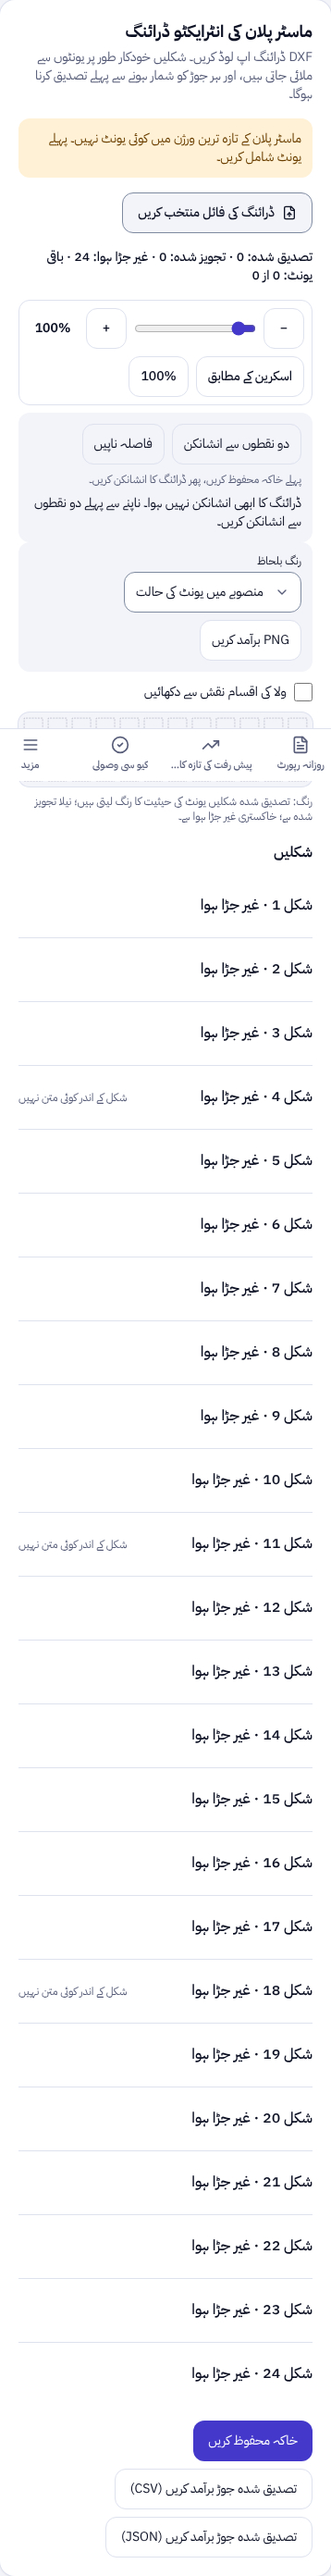 ماسٹر پلان کی انٹرایکٹو ڈرائنگ
DXF ڈرائنگ اپ لوڈ کریں۔ شکلیں خودکار طور پر یونٹوں سے
ملائی جاتی ہیں، اور ہر جوڑ کو شمار ہونے سے پہلے تصدیق کرنا
ہوگا۔
ماسٹر پلان کے تازہ ترین ورژن میں کوئی یونٹ نہیں۔ پہلے
یونٹ شامل کریں۔
ڈرائنگ کی فائل منتخب کریں
تصدیق شدہ: 0 · تجویز شدہ: 0 · غیر جڑا ہوا: 24 · باقی
یونٹ: 0 از 0
−
+
100%
اسکرین کے مطابق
100%
دو نقطوں سے انشانکن
فاصلہ ناپیں
پہلے خاکہ محفوظ کریں، پھر ڈرائنگ کا انشانکن کریں۔
ڈرائنگ کا ابھی انشانکن نہیں ہوا۔ ناپنے سے پہلے دو نقطوں
سے انشانکن کریں۔
رنگ بلحاظ
منصوبے میں یونٹ کی حالت
PNG برآمد کریں
ولا کی اقسام نقش سے دکھائیں
روزانہ رپورٹ
پیش رفت کی تازہ کا...
کیو سی وصولی
مزید
رنگ: تصدیق شدہ شکلیں یونٹ کی حیثیت کا رنگ لیتی ہیں؛ نیلا تجویز
شدہ ہے؛ خاکستری غیر جڑا ہوا ہے۔
شکلیں
شکل 1 · غیر جڑا ہوا
شکل 2 · غیر جڑا ہوا
شکل 3 · غیر جڑا ہوا
شکل 4 · غیر جڑا ہوا
شکل کے اندر کوئی متن نہیں
شکل 5 · غیر جڑا ہوا
شکل 6 · غیر جڑا ہوا
شکل 7 · غیر جڑا ہوا
شکل 8 · غیر جڑا ہوا
شکل 9 · غیر جڑا ہوا
شکل 10 · غیر جڑا ہوا
شکل 11 · غیر جڑا ہوا
شکل کے اندر کوئی متن نہیں
شکل 12 · غیر جڑا ہوا
شکل 13 · غیر جڑا ہوا
شکل 14 · غیر جڑا ہوا
شکل 15 · غیر جڑا ہوا
شکل 16 · غیر جڑا ہوا
شکل 17 · غیر جڑا ہوا
شکل 18 · غیر جڑا ہوا
شکل کے اندر کوئی متن نہیں
شکل 19 · غیر جڑا ہوا
شکل 20 · غیر جڑا ہوا
شکل 21 · غیر جڑا ہوا
شکل 22 · غیر جڑا ہوا
شکل 23 · غیر جڑا ہوا
شکل 24 · غیر جڑا ہوا
خاکہ محفوظ کریں
تصدیق شدہ جوڑ برآمد کریں (CSV)
تصدیق شدہ جوڑ برآمد کریں (JSON)